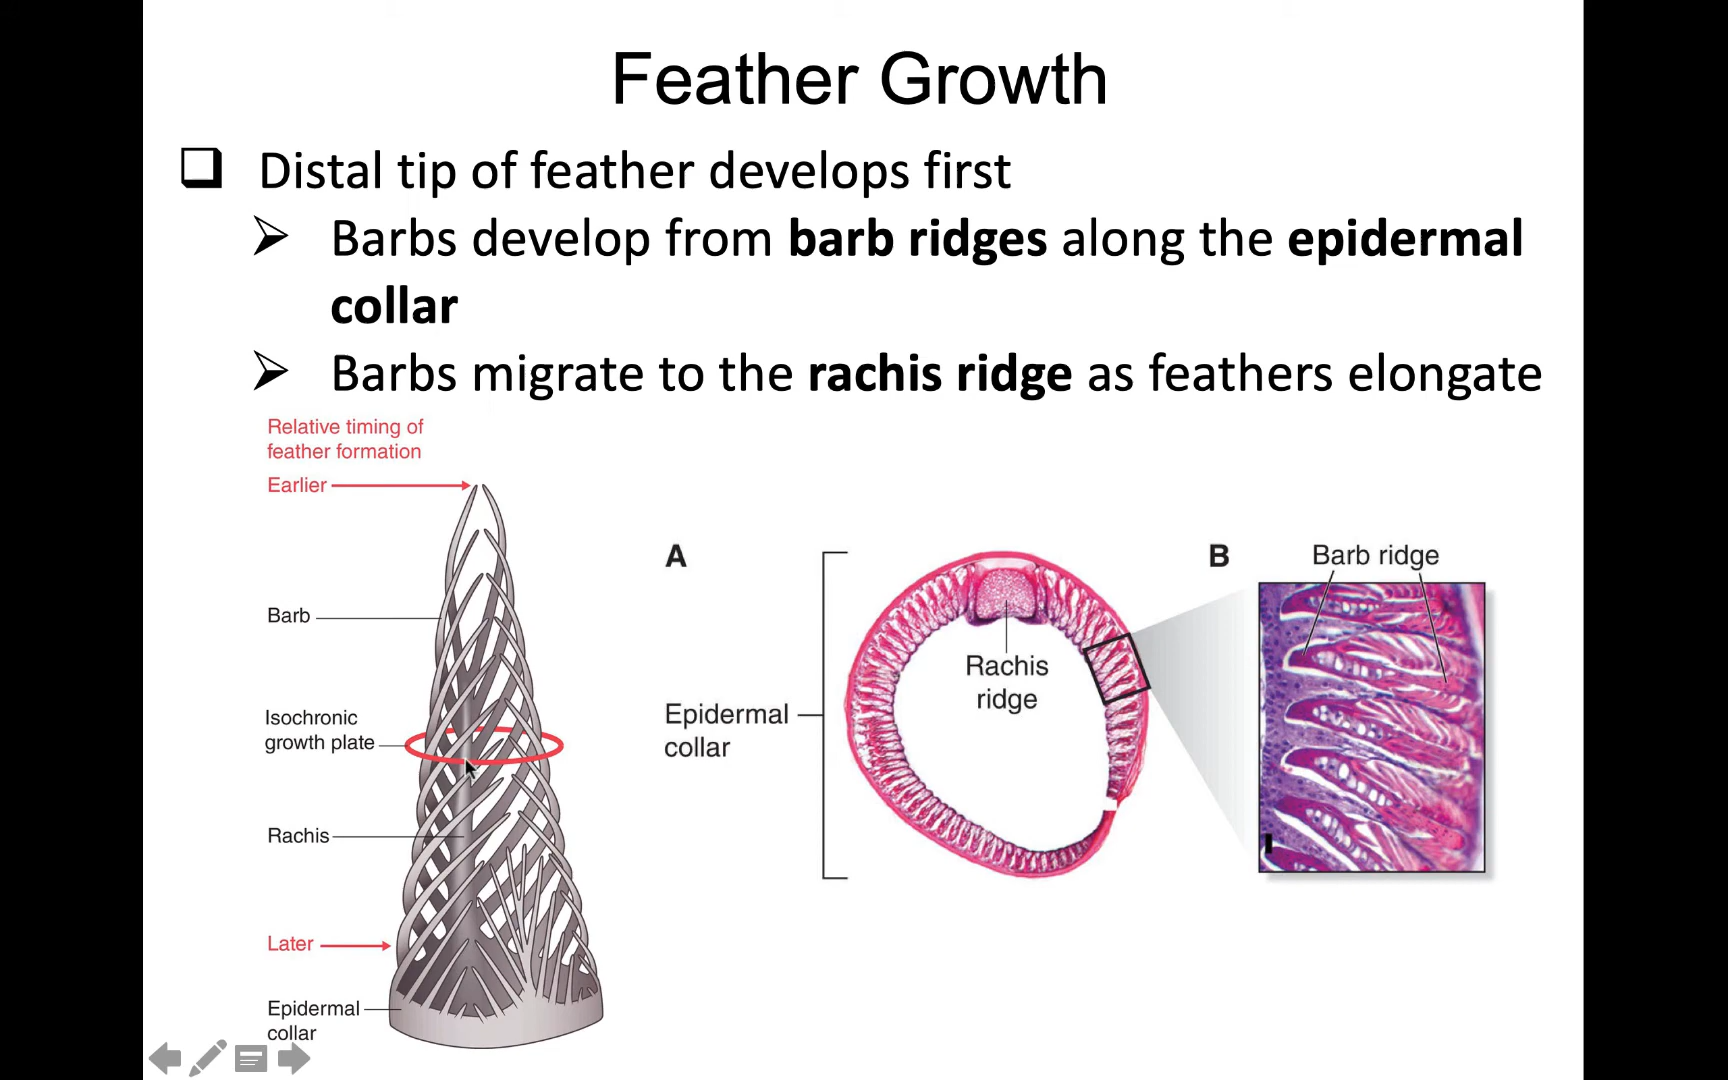 Feather Growth
Distal tip of feather develops first
Barbs develop from barb ridges along the epidermal
collar
Barbs migrate to the rachis ridge as feathers elongate
Relative timing of
feather formation
Earlier
Barb
Isochronic
growth plate
Rachis
Later
Epidermal
collar
A
Epidermal
collar
Rachis
ridge
B
Barb ridge